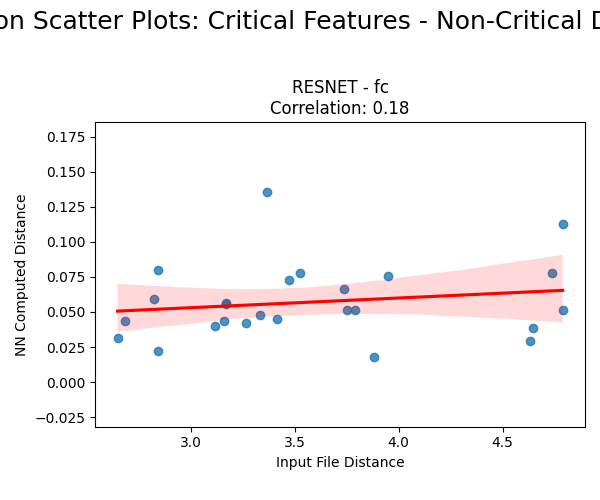 on Scatter Plots: Critical Features - Non-Critical D
RESNET - fc
Correlation: 0.18
0.175
0.150
0.125
0.100
0.075
0.050
0.025
0.000
−0.025
NN Computed Distance
3.0 3.5 4.0 4.5
Input File Distance